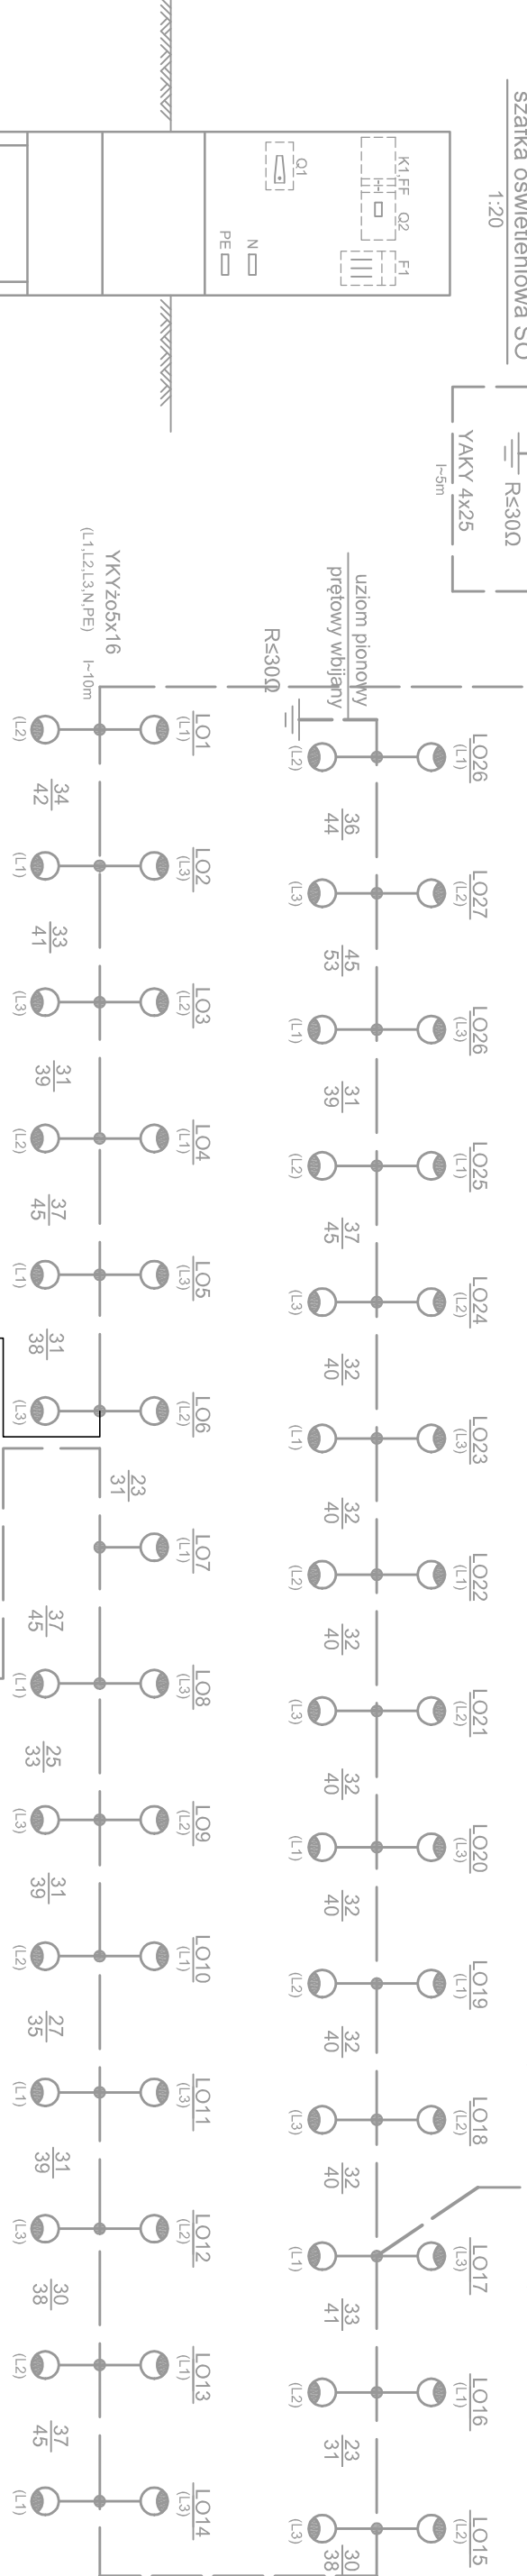 szafka oświetleniowa SO
1:20
K1,FF
Q2
F1
Q1
N
PE
R≤30Ω
YAKY 4x25
l~5m
uziom pionowy
prętowy wbijany
R≤30Ω
YKYżo5x16
(L1,L2,L3,N,PE)
l~10m
LO26
(L1)
(L2)
36
44
LO27
(L2)
(L3)
45
53
LO26
(L3)
(L1)
31
39
LO25
(L1)
(L2)
37
45
LO24
(L2)
(L3)
32
40
LO23
(L3)
(L1)
32
40
LO22
(L1)
(L2)
32
40
LO21
(L2)
(L3)
32
40
LO20
(L3)
(L1)
32
40
LO19
(L1)
(L2)
32
40
LO18
(L2)
(L3)
32
40
LO17
(L3)
(L1)
33
41
LO16
(L1)
(L2)
23
31
LO15
(L2)
(L3)
30
38
LO1
(L1)
(L2)
34
42
LO2
(L3)
(L1)
33
41
LO3
(L2)
(L3)
31
39
LO4
(L1)
(L2)
37
45
LO5
(L3)
(L1)
31
38
LO6
(L2)
(L3)
23
31
LO7
(L1)
37
45
LO8
(L3)
(L1)
25
33
LO9
(L2)
(L3)
31
39
LO10
(L1)
(L2)
27
35
LO11
(L3)
(L1)
31
39
LO12
(L2)
(L3)
30
38
LO13
(L1)
(L2)
37
45
LO14
(L3)
(L1)